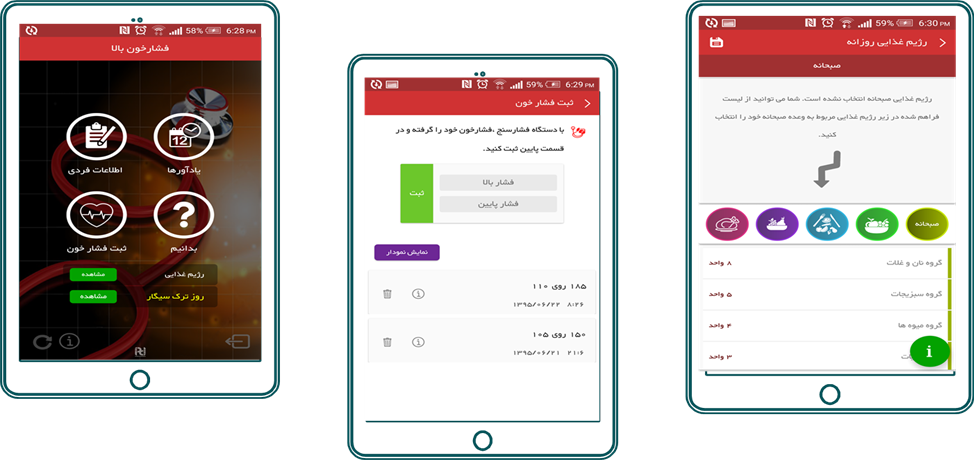 58% 6:28 PM
فشارخون بالا
یادآورها
اطلاعات فردی
12
بدانیم
ثبت فشار خون
رژیم غذایی
مشاهده
روز ترک سیگار
مشاهده
59% 6:29 PM
ثبت فشار خون
با دستگاه فشارسنج ،فشارخون خود را گرفته و در
قسمت پایین ثبت کنید.
فشار بالا
فشار پایین
ثبت
نمایش نمودار
۱۸۵ روی ۱۱۰
۱۳۹۵/۰۶/۲۲ ۸:۲۶
۱۵۰ روی ۱۰۵
۱۳۹۵/۰۶/۲۱ ۲۱:۶
59% 6:30 PM
رژیم غذایی روزانه
صبحانه
رژیم غذایی صبحانه انتخاب نشده است. شما می توانید از لیست
فراهم شده در زیر رژیم غذایی مربوط به وعده صبحانه خود را انتخاب
کنید.
صبحانه
گروه نان و غلات
۸ واحد
گروه سبزیجات
۵ واحد
گروه میوه ها
۴ واحد
۳ واحد